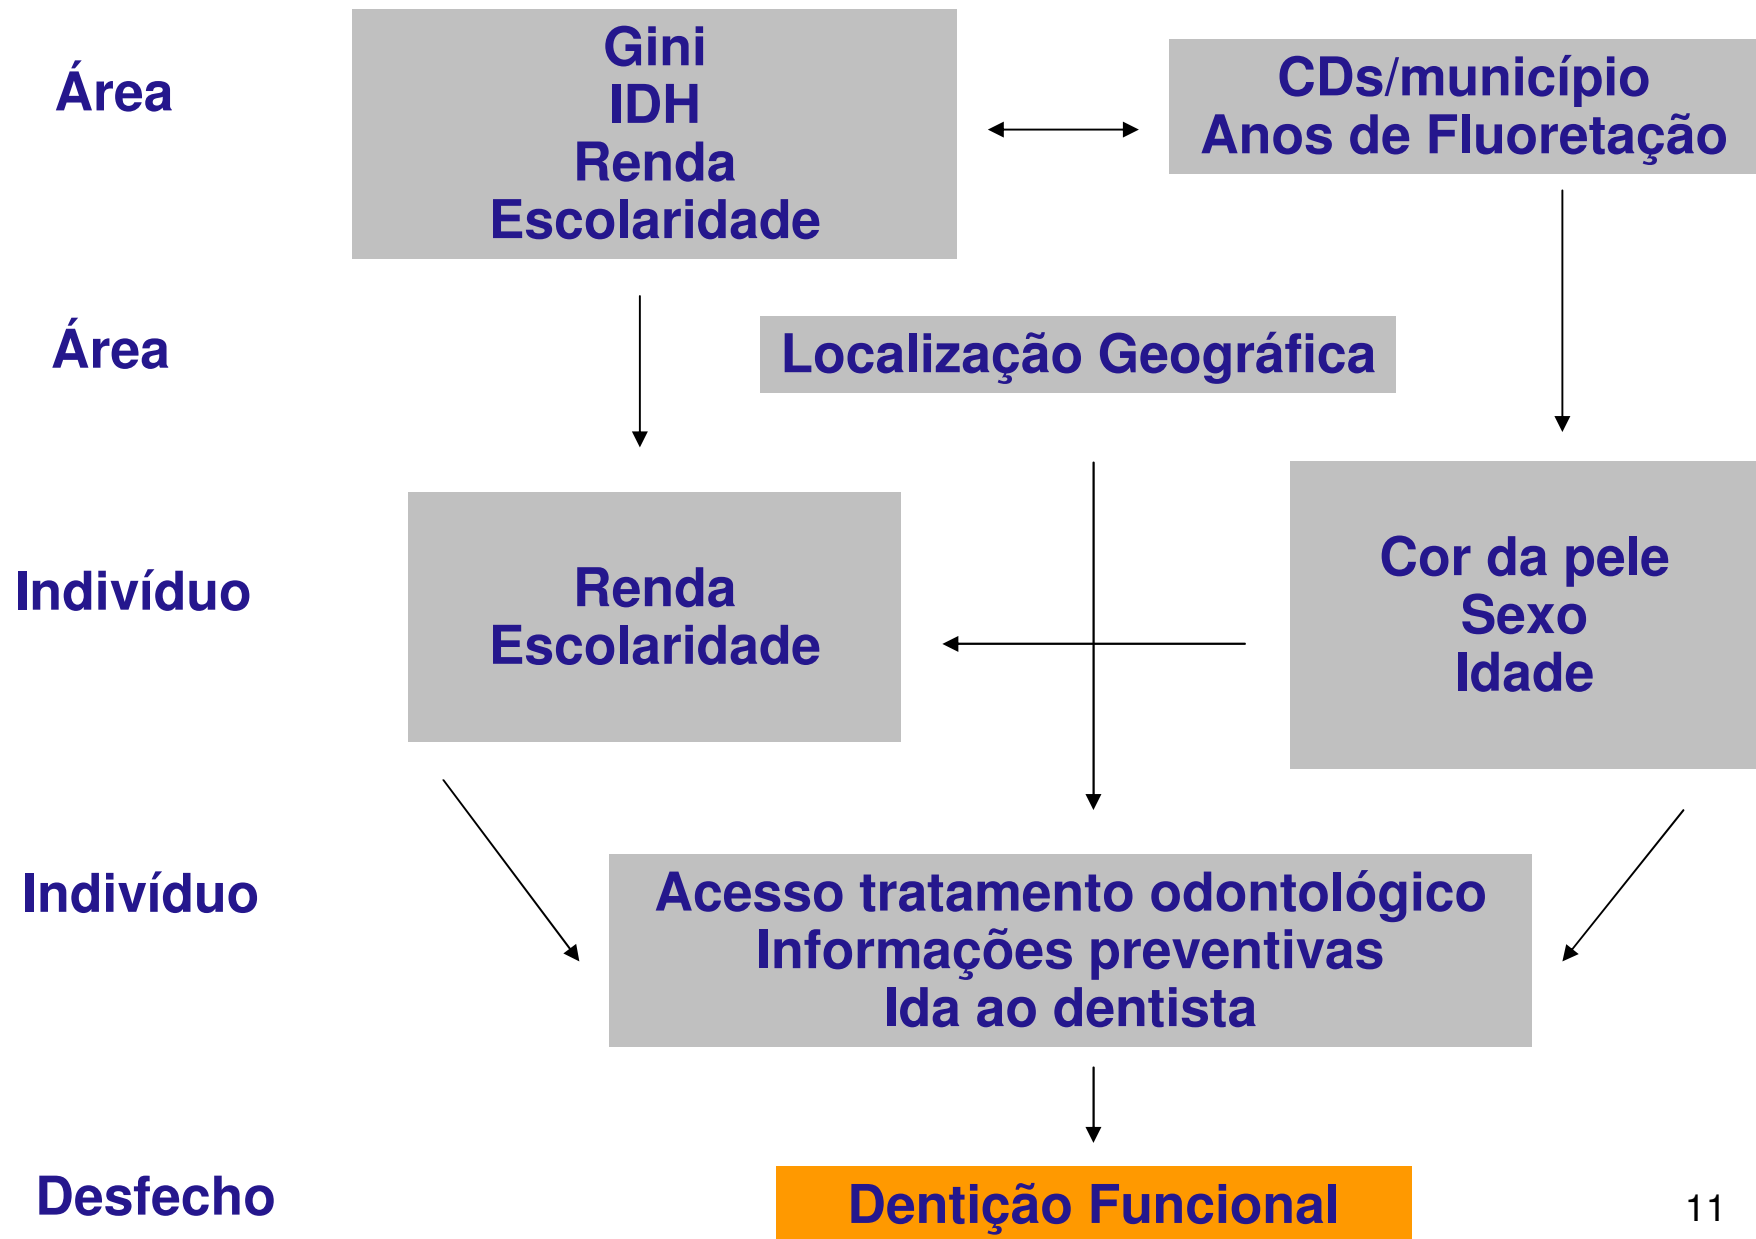 Área
Gini
IDH
Renda
Escolaridade
CDs/município
Anos de Fluoretação
Área
Localização Geográfica
Indivíduo
Renda
Escolaridade
Cor da pele
Sexo
Idade
Indivíduo
Acesso tratamento odontológico
Informações preventivas
Ida ao dentista
Desfecho
Dentição Funcional
11